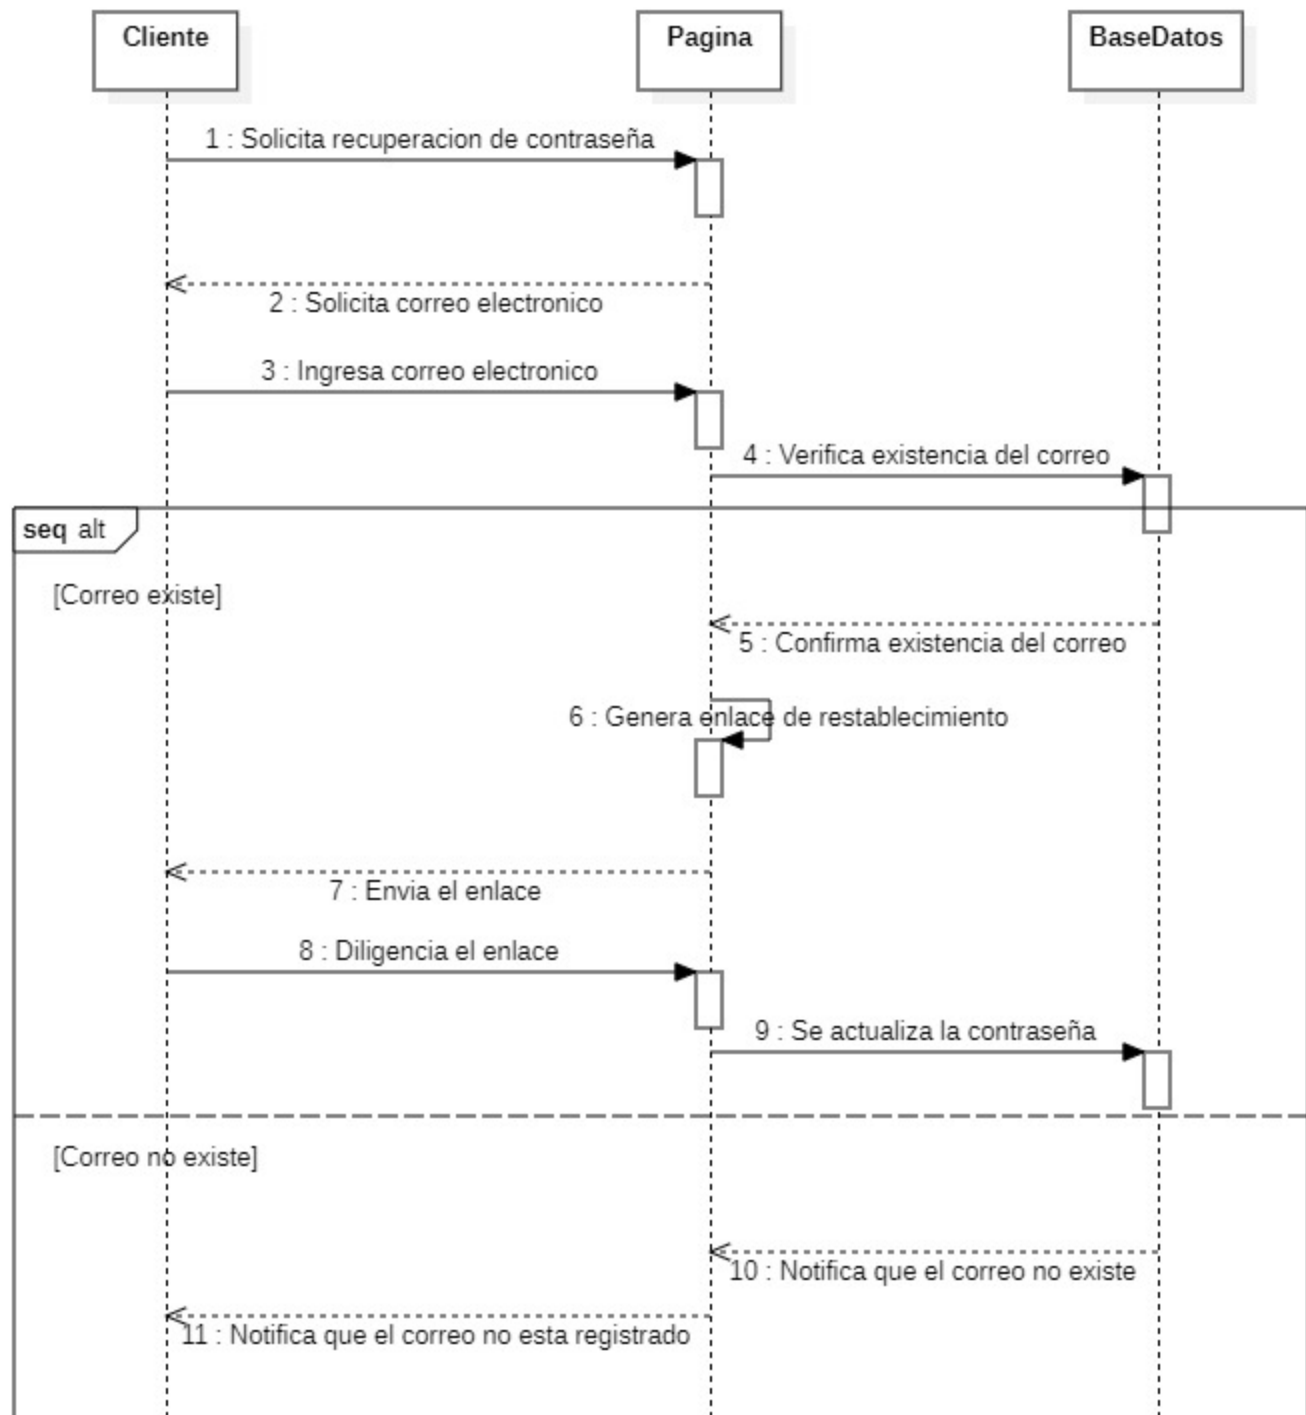 Cliente
Pagina
BaseDatos
1 : Solicita recuperacion de contraseña
2 : Solicita correo electronico
3 : Ingresa correo electronico
4 : Verifica existencia del correo
seq alt
[Correo existe]
5 : Confirma existencia del correo
6 : Genera enlace de restablecimiento
7 : Envia el enlace
8 : Diligencia el enlace
9 : Se actualiza la contraseña
[Correo no existe]
10 : Notifica que el correo no existe
11 : Notifica que el correo no esta registrado